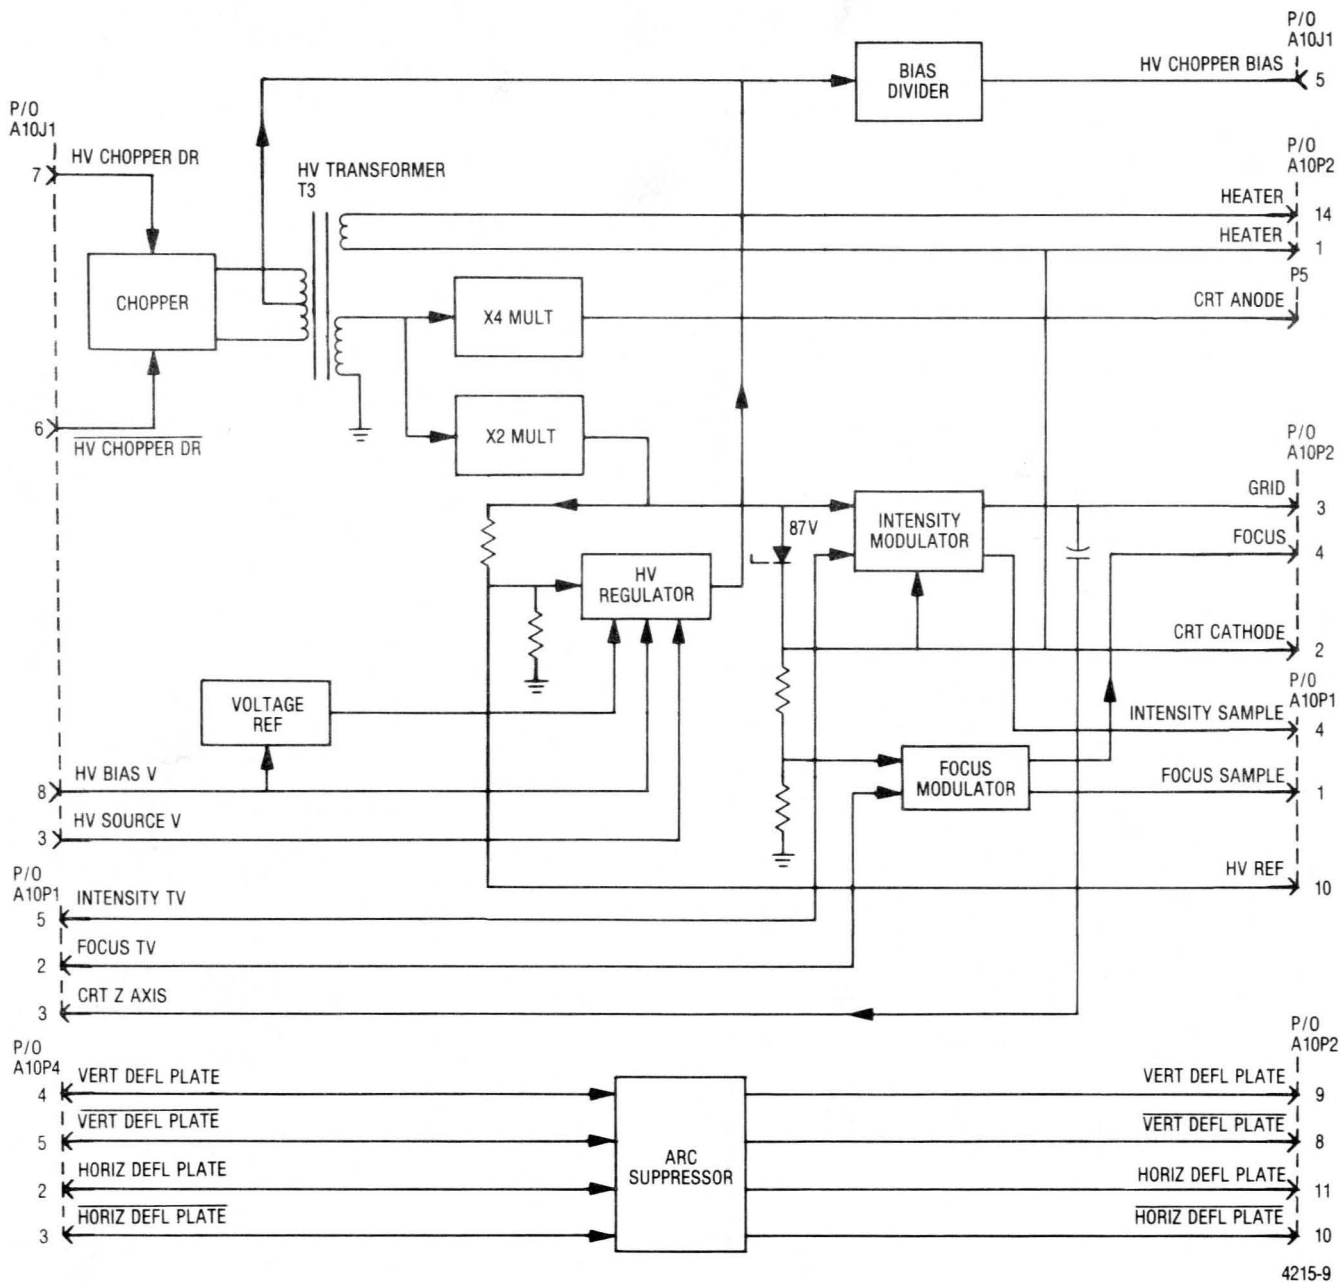 P/O
A10J1
HV CHOPPER BIAS
5
BIAS
DIVIDER
P/O
A10J1
7
HV CHOPPER DR
HV TRANSFORMER
T3
P/O
A10P2
HEATER
14
HEATER
1
P5
CRT ANODE
CHOPPER
X4 MULT
6
HV CHOPPER DR
X2 MULT
P/O
A10P2
GRID
3
87V
INTENSITY
MODULATOR
FOCUS
4
HV
REGULATOR
CRT CATHODE
2
P/O
A10P1
VOLTAGE
REF
INTENSITY SAMPLE
4
FOCUS
MODULATOR
FOCUS SAMPLE
1
HV BIAS V
8
HV SOURCE V
3
HV REF
10
P/O
A10P1
INTENSITY TV
5
FOCUS TV
2
CRT Z AXIS
3
P/O
A10P4
P/O
A10P2
VERT DEFL PLATE
4
VERT DEFL PLATE
9
VERT DEFL PLATE
5
VERT DEFL PLATE
8
ARC
SUPPRESSOR
HORIZ DEFL PLATE
2
HORIZ DEFL PLATE
11
HORIZ DEFL PLATE
3
HORIZ DEFL PLATE
10
4215-9